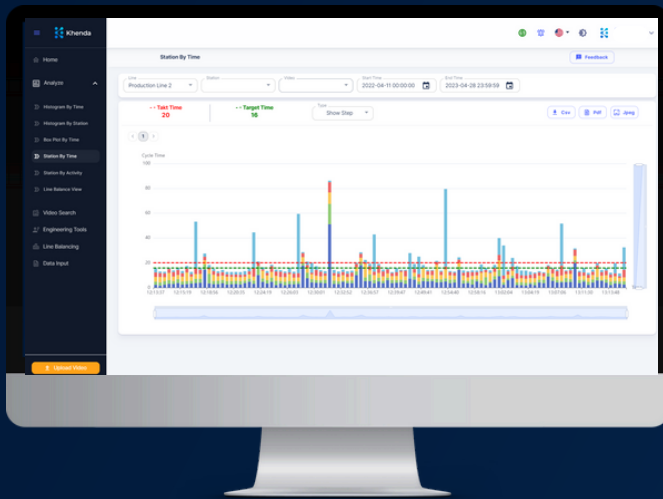 Khenda
Home
Station By Time
Feedback
Analyze
Histogram By Time
Histogram By Station
Box Plot By Time
Station By Time
Station By Activity
Line Balance View
Video Search
Engineering Tools
Line Balancing
Data Input
Upload Video
Line
Production Line 2
Station
Video
Start Time
2022-04-11 00:00:00
End Time
2023-04-28 23:59:59
- - Takt Time
20
- - Target Time
16
Type
Show Step
Csv
Pdf
Jpeg
1
Cycle Time
100
80
60
40
20
0